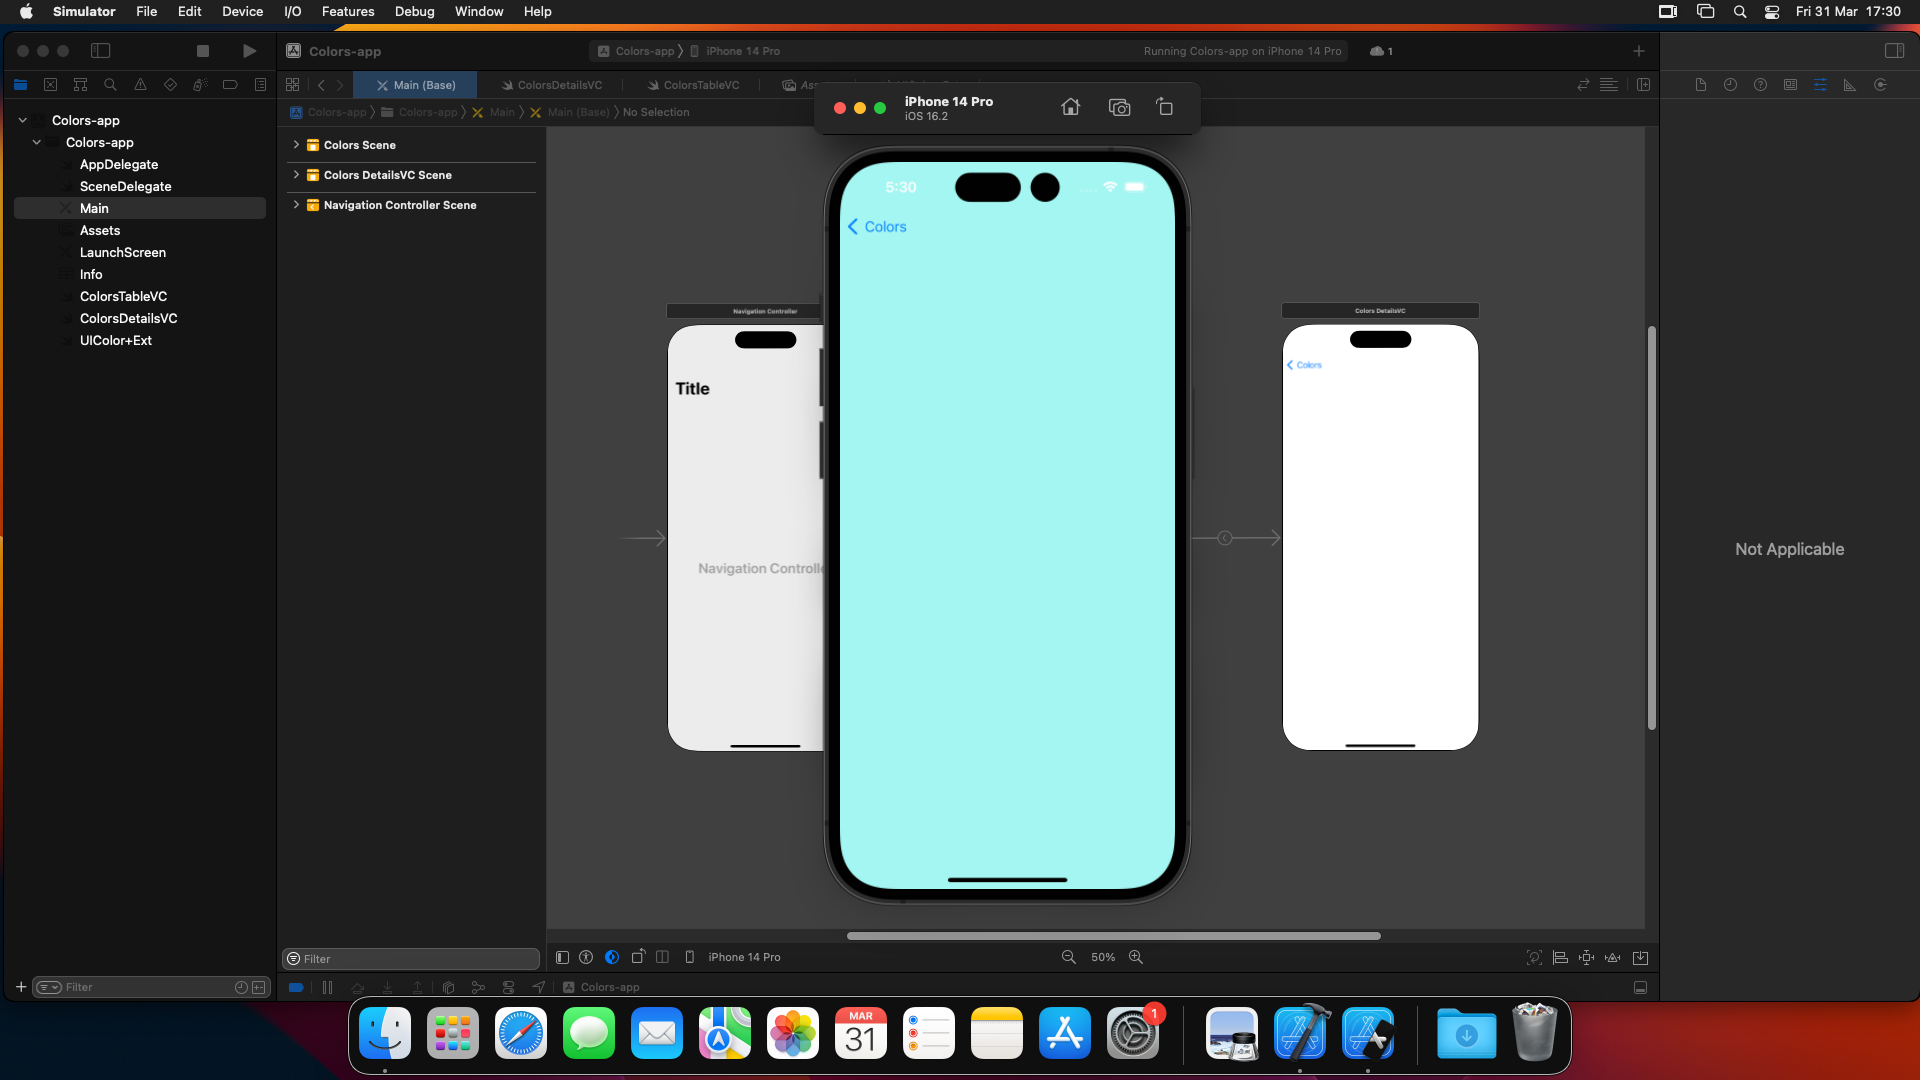 Simulator File Edit Device I/O Features Debug Window Help Fri 31 Mar 17:30
Colors-app Colors-app iPhone 14 Pro Running Colors-app on iPhone 14 Pro 1
Main (Base) ColorsDetailsVC ColorsTableVC
Colors-app Colors-app Main Main (Base) No Selection
iPhone 14 Pro
iOS 16.2
Colors-app
Colors-app
AppDelegate
SceneDelegate
Main
Assets
LaunchScreen
Info
ColorsTableVC
ColorsDetailsVC
UIColor+Ext
Colors Scene
Colors DetailsVC Scene
Navigation Controller Scene
5:30
Colors
Navigation Controller
Title
Navigation Controlle
Colors DetailsVC
Colors
Not Applicable
Filter
iPhone 14 Pro 50%
Filter
Colors-app
MAR
31
1